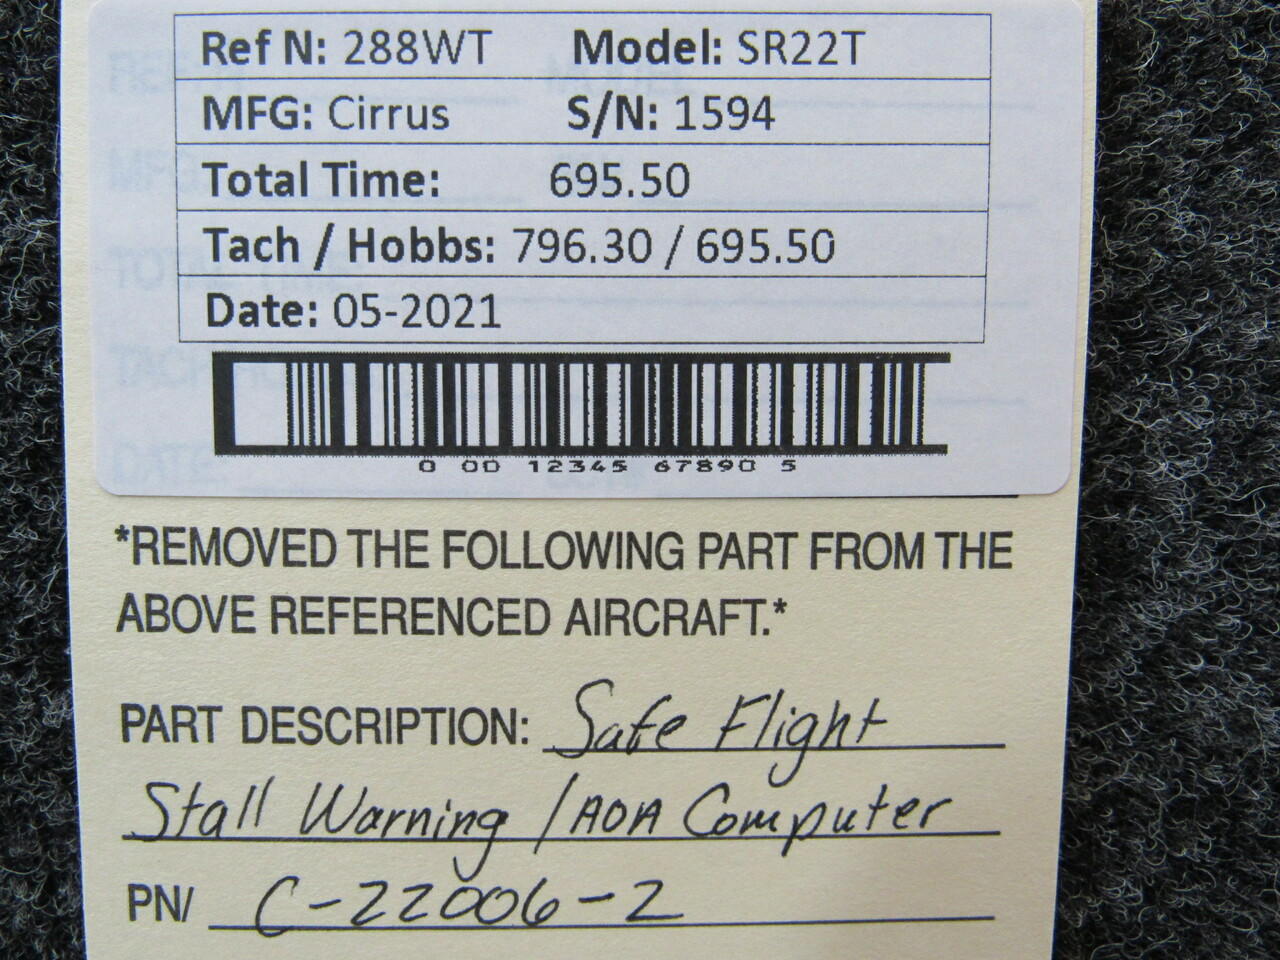 Ref N: 288WT Model: SR22T
MFG: Cirrus S/N: 1594
Total Time: 695.50
Tach / Hobbs: 796.30 / 695.50
Date: 05-2021
0 00 12345 67890 5
*REMOVED THE FOLLOWING PART FROM THE
ABOVE REFERENCED AIRCRAFT.*
PART DESCRIPTION: Safe Flight
Stall Warning / AOA Computer
PN/ C-22006-2